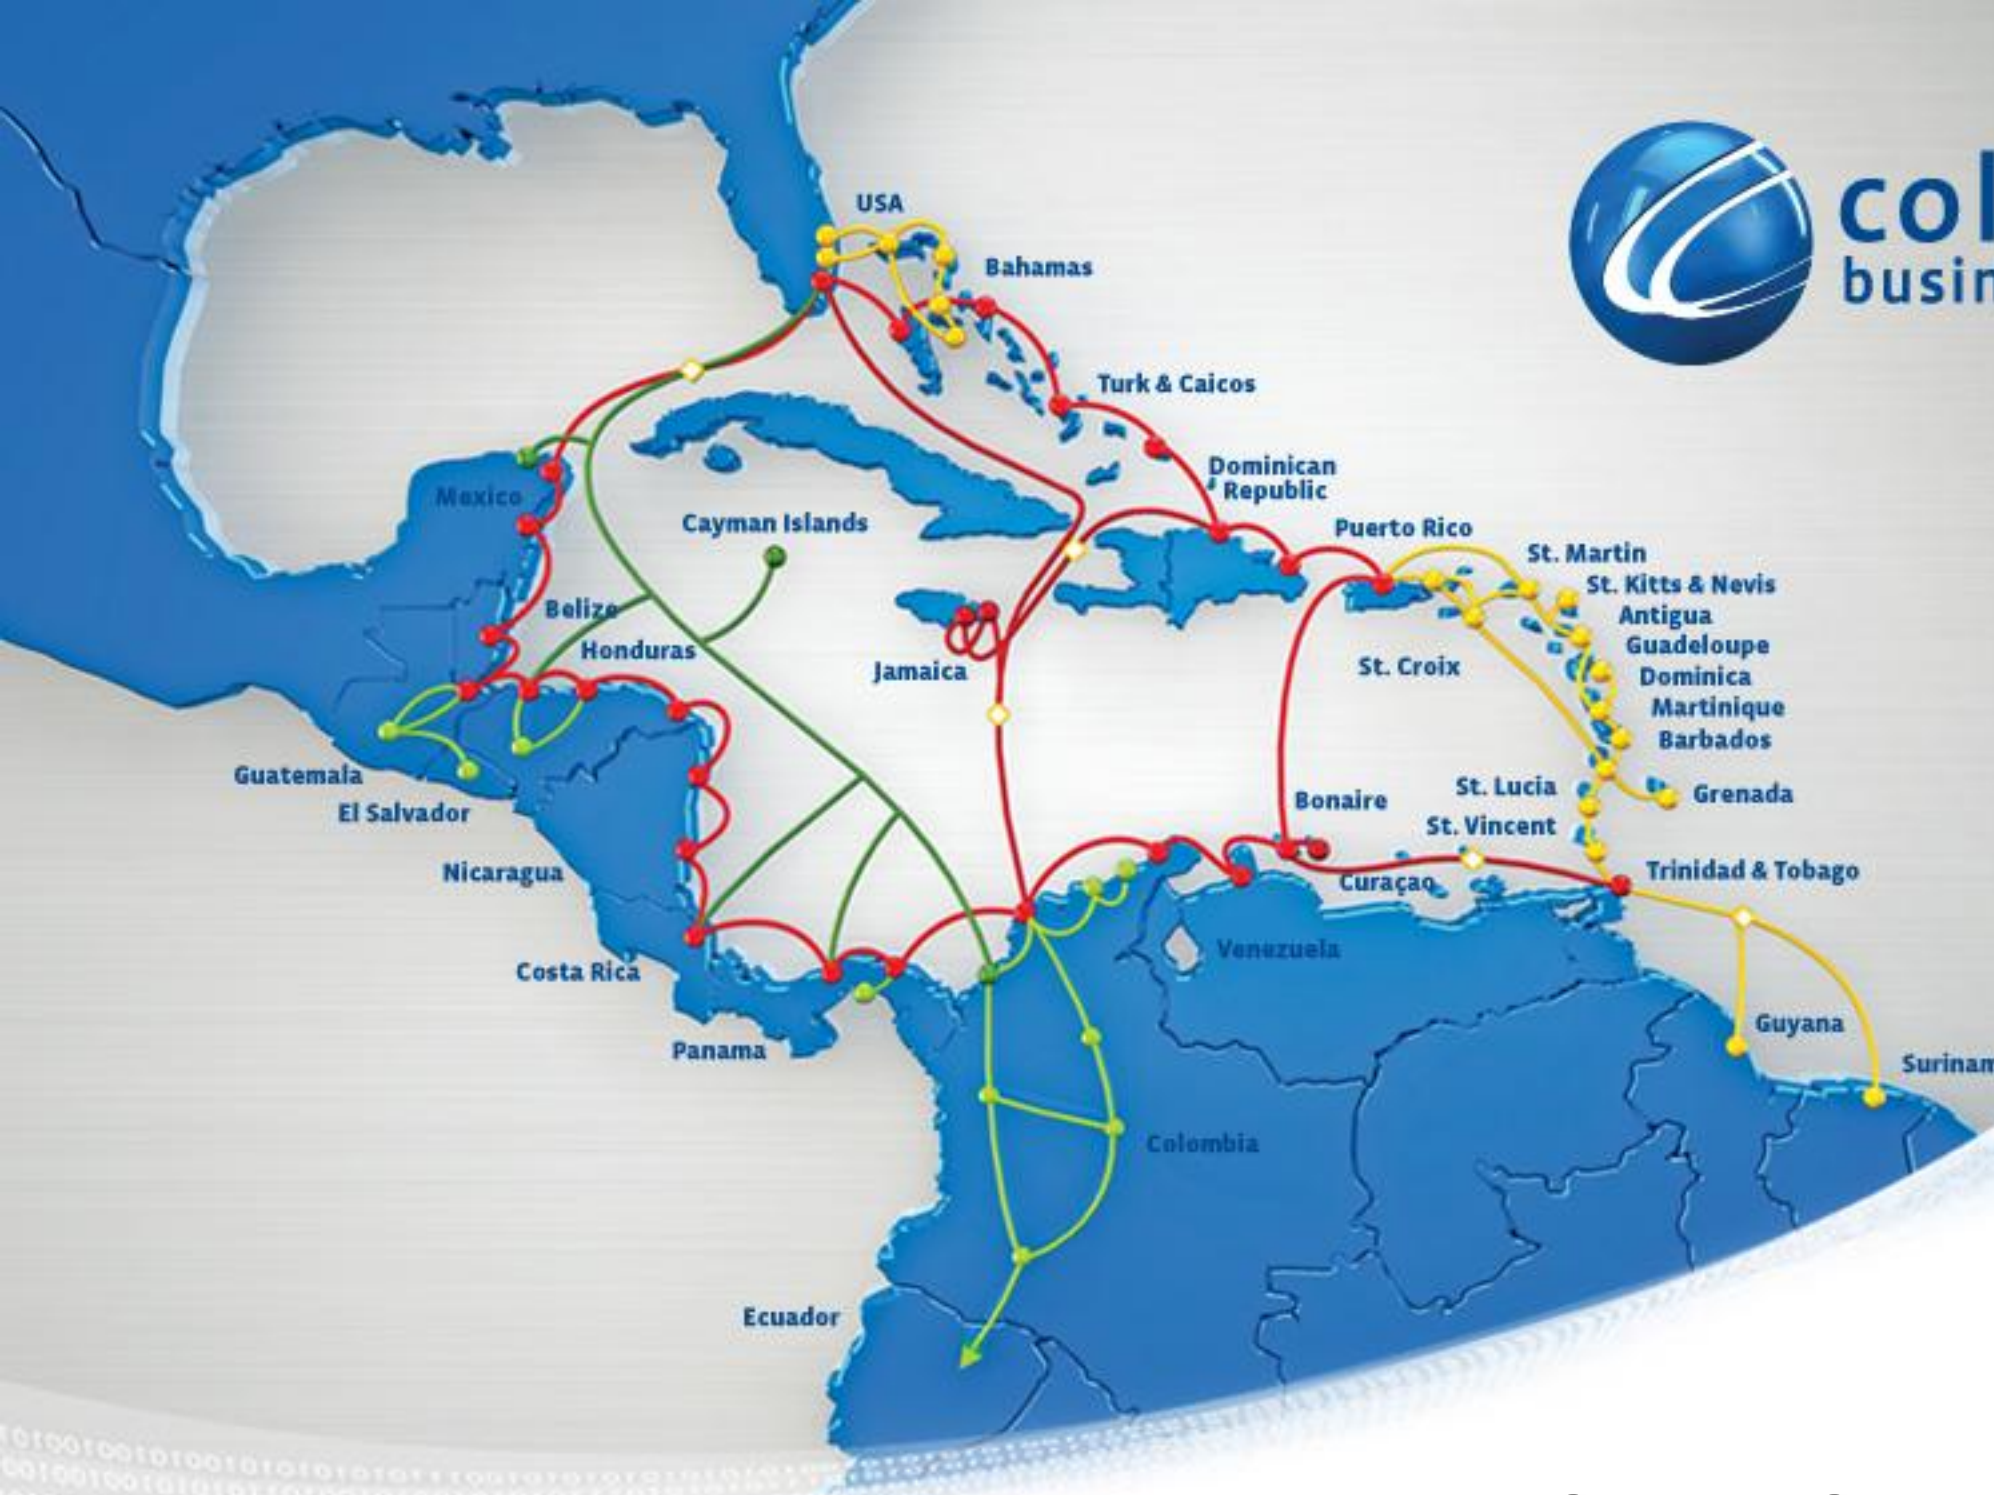 USA
col
busin
Bahamas
Turk & Caicos
Dominican
Republic
Mexico
Cayman Islands
Puerto Rico
St. Martin
St. Kitts & Nevis
Belize
Antigua
Honduras
Guadeloupe
Jamaica
St. Croix
Dominica
Martinique
Barbados
Guatemala
St. Lucia
Grenada
El Salvador
Bonaire
St. Vincent
Nicaragua
Curaçao
Trinidad & Tobago
Costa Rica
Venezuela
Panama
Guyana
Surinam
Colombia
Ecuador